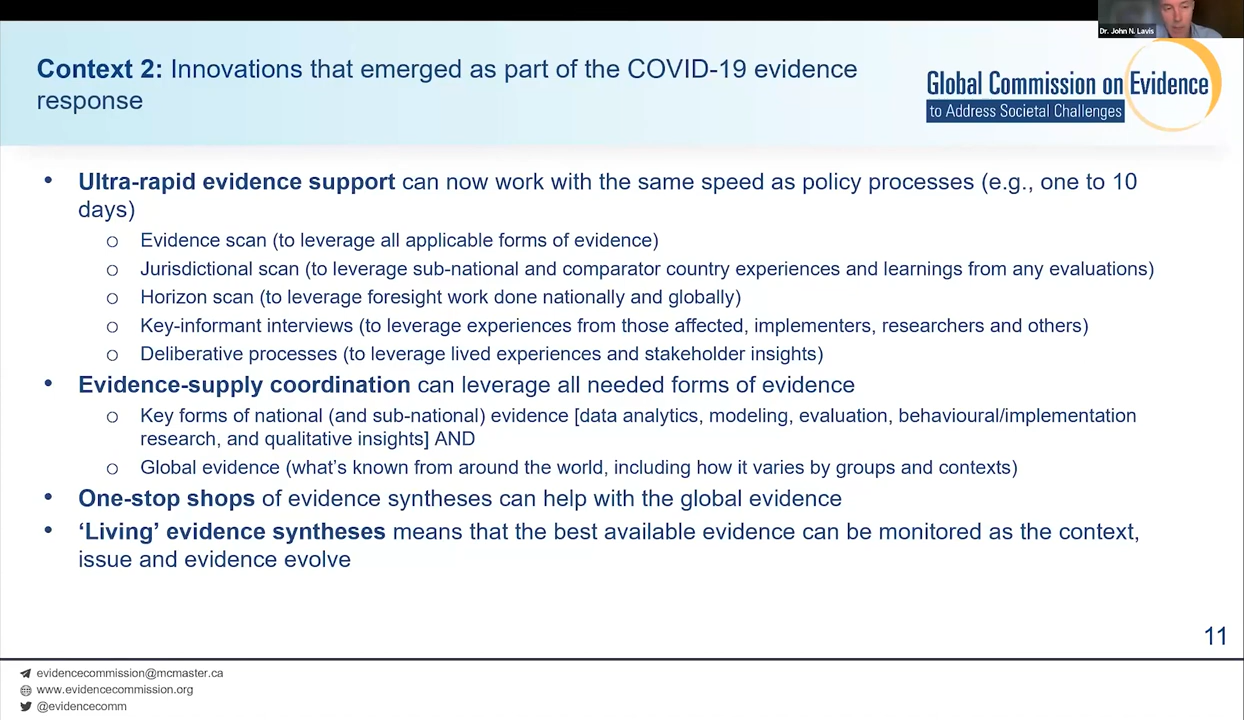 Dr. John N. Lavis
Context 2: Innovations that emerged as part of the COVID-19 evidence
response
Global Commission on Evidence
to Address Societal Challenges
• Ultra-rapid evidence support can now work with the same speed as policy processes (e.g., one to 10
days)
o Evidence scan (to leverage all applicable forms of evidence)
o Jurisdictional scan (to leverage sub-national and comparator country experiences and learnings from any evaluations)
o Horizon scan (to leverage foresight work done nationally and globally)
o Key-informant interviews (to leverage experiences from those affected, implementers, researchers and others)
o Deliberative processes (to leverage lived experiences and stakeholder insights)
• Evidence-supply coordination can leverage all needed forms of evidence
o Key forms of national (and sub-national) evidence [data analytics, modeling, evaluation, behavioural/implementation
research, and qualitative insights] AND
o Global evidence (what's known from around the world, including how it varies by groups and contexts)
• One-stop shops of evidence syntheses can help with the global evidence
• ‘Living’ evidence syntheses means that the best available evidence can be monitored as the context,
issue and evidence evolve
11
evidencecommission@mcmaster.ca
www.evidencecommission.org
@evidencecomm